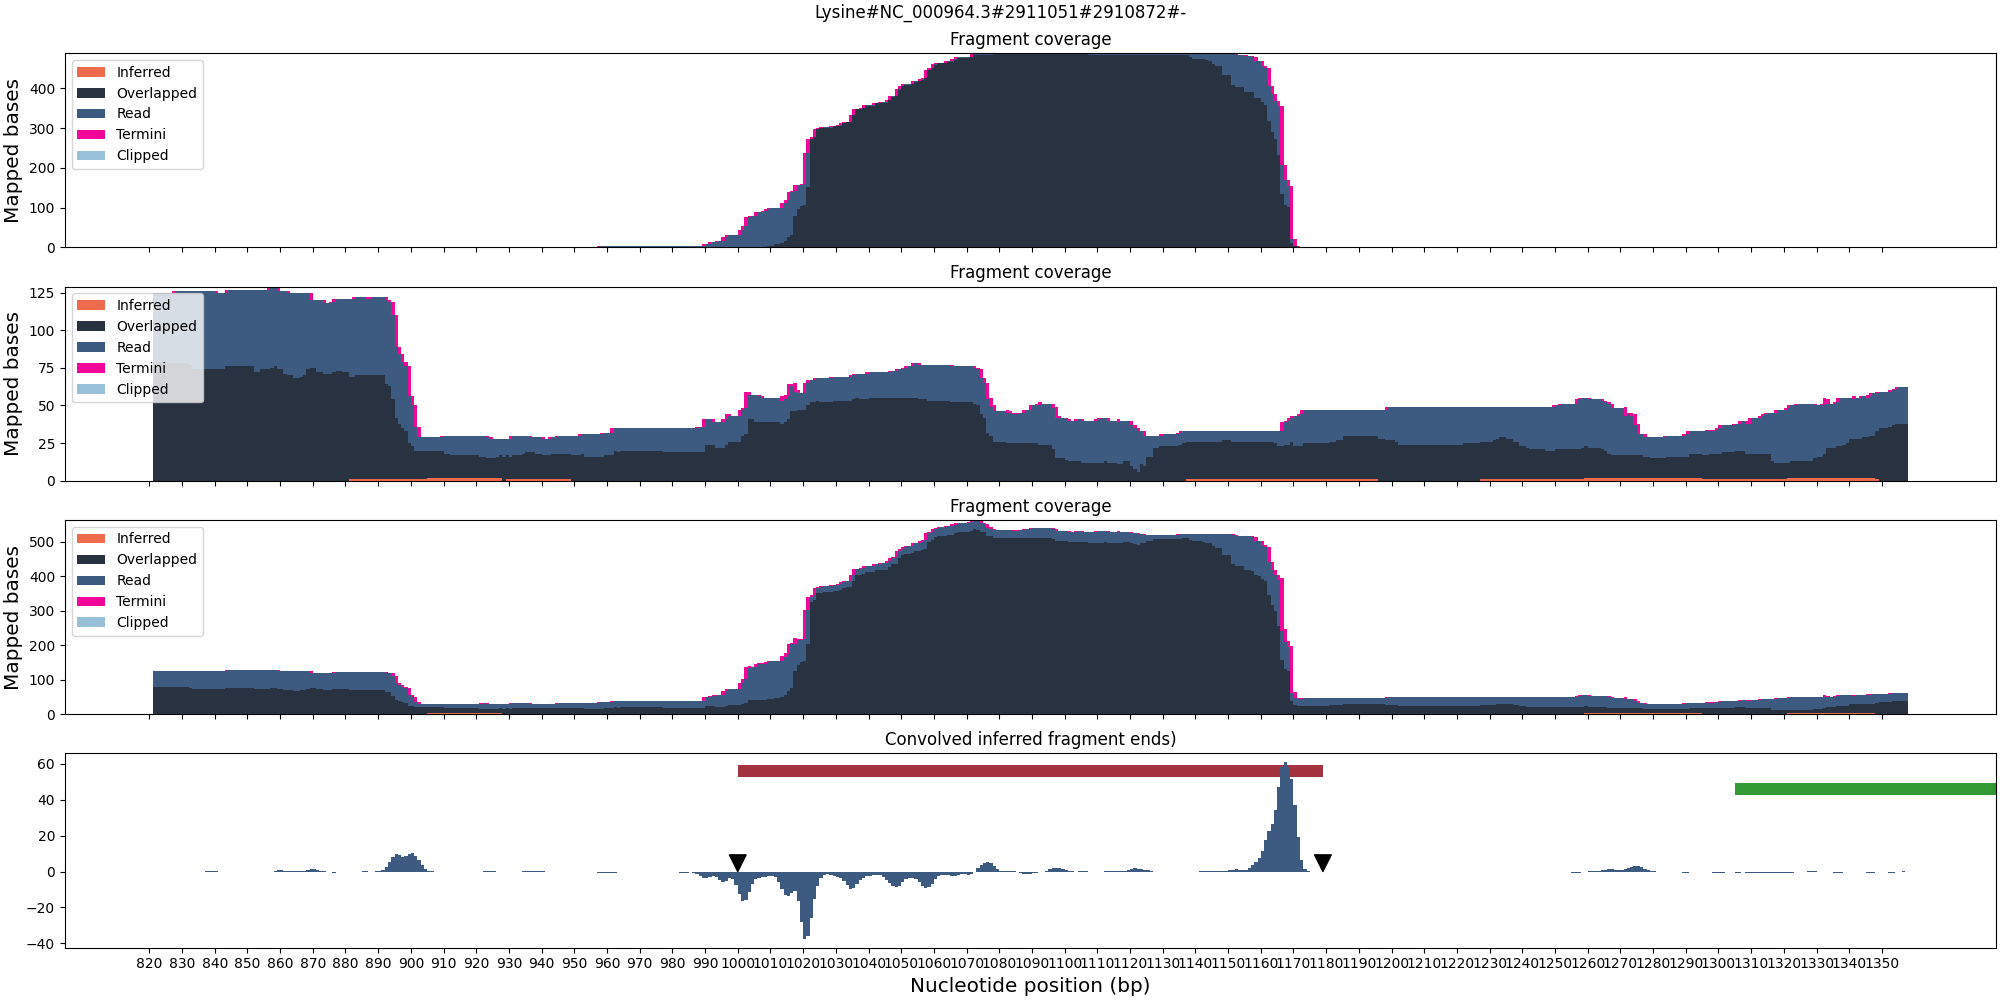 Lysine#NC_000964.3#2911051#2910872#-
Fragment coverage
Mapped bases
400
300
200
100
0
Inferred
Overlapped
Read
Termini
Clipped
Fragment coverage
Mapped bases
125
100
75
50
25
0
Inferred
Overlapped
Read
Termini
Clipped
Fragment coverage
Mapped bases
500
400
300
200
100
0
Inferred
Overlapped
Read
Termini
Clipped
Convolved inferred fragment ends)
60
40
20
0
−20
−40
820 830 840 850 860 870 880 890 900 910 920 930 940 950 960 970 980 990 1000 1010 1020 1030 1040 1050 1060 1070 1080 1090 1100 1110 1120 1130 1140 1150 1160 1170 1180 1190 1200 1210 1220 1230 1240 1250 1260 1270 1280 1290 1300 1310 1320 1330 1340 1350
Nucleotide position (bp)